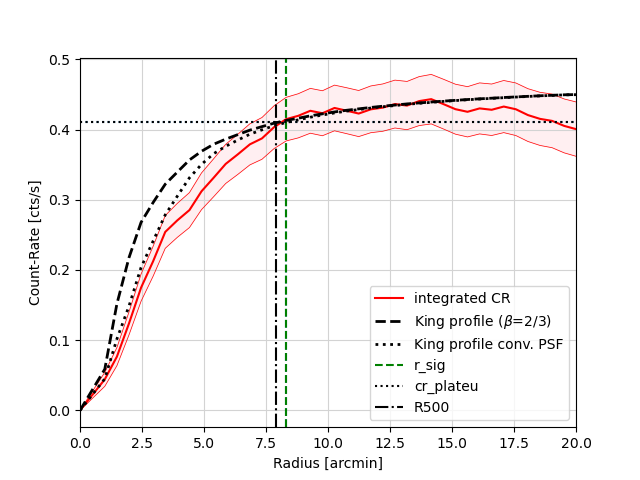 0.5
0.4
0.3
0.2
0.1
0.0
Count-Rate [cts/s]
integrated CR
King profile (β=2/3)
King profile conv. PSF
r_sig
cr_plateu
R500
0.0 2.5 5.0 7.5 10.0 12.5 15.0 17.5 20.0
Radius [arcmin]